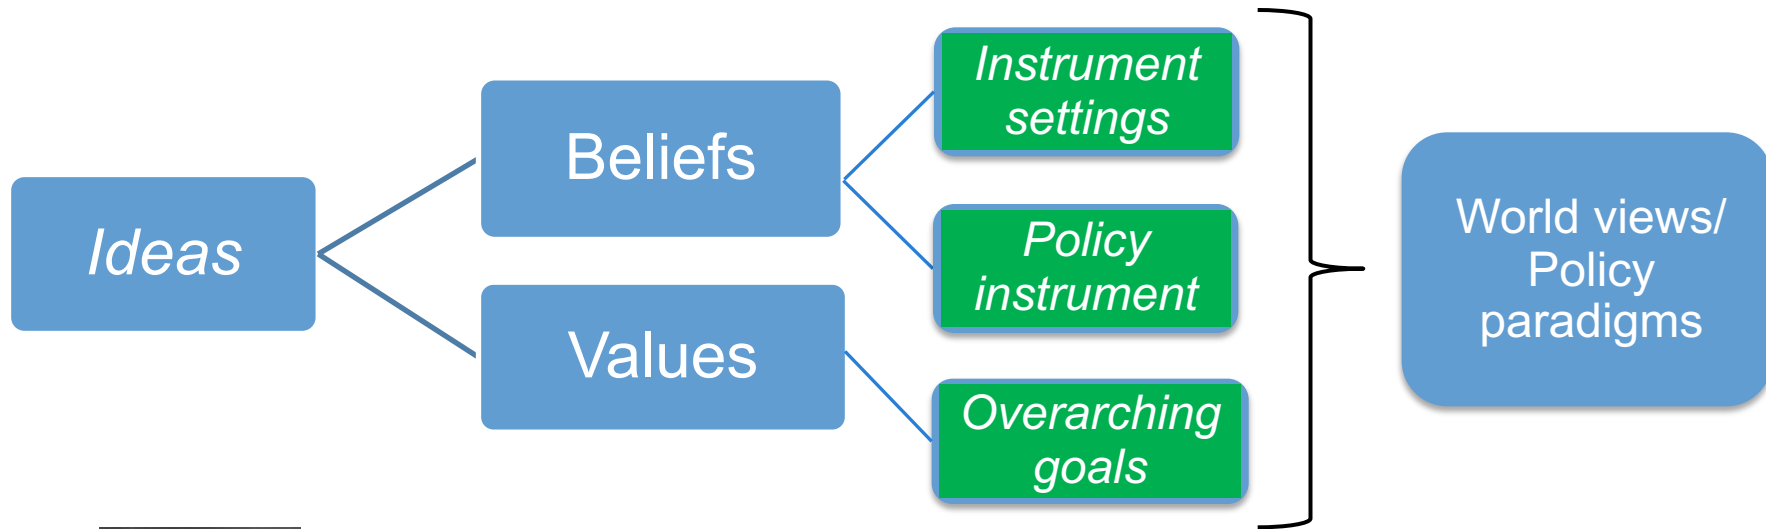 Ideas
Beliefs
Values
Instrument
settings
Policy
instrument
Overarching
goals
World views/
Policy
paradigms